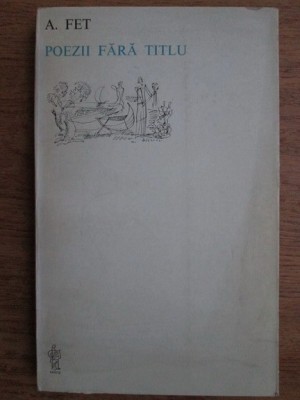 A. FET
POEZII FĂRĂ TITLU